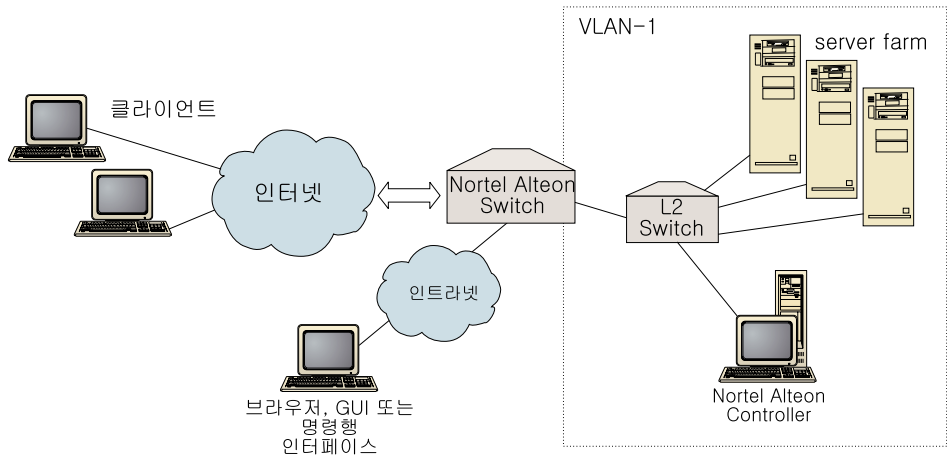 VLAN-1
server farm
클라이언트
인터넷
Nortel Alteon
Switch
L2
Switch
인트라넷
브라우저, GUI 또는
명령행
인터페이스
Nortel Alteon
Controller